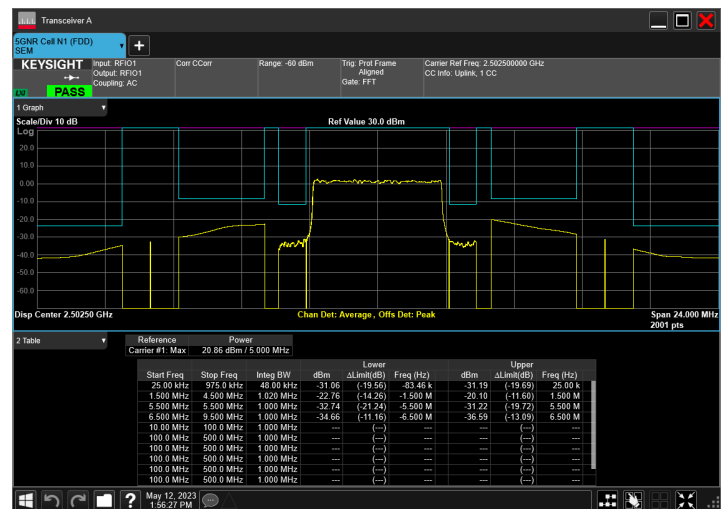 Transceiver A
5GNR Cell N1 (FDD)
SEM
KEYSIGHT
LXI
PASS
Input: RFIO1
Output: RFIO1
Coupling: AC
Corr CCorr
Range: -60 dBm
Trig: Prot Frame
Aligned
Gate: FFT
Carrier Ref Freq: 2.502500000 GHz
CC Info: Uplink, 1 CC
1 Graph
Scale/Div 10 dB
Ref Value 30.0 dBm
Log
20.0
10.0
0.00
-10.0
-20.0
-30.0
-40.0
-50.0
-60.0
Disp Center 2.50250 GHz
Chan Det: Average , Offs Det: Peak
Span 24.000 MHz
2001 pts
2 Table
Reference Power
Carrier #1: Max 20.86 dBm / 5.000 MHz
Lower Upper
Start Freq Stop Freq Integ BW dBm ΔLimit(dB) Freq (Hz) dBm ΔLimit(dB) Freq (Hz)
25.00 kHz 975.0 kHz 48.00 kHz -31.06 (-19.56) -83.46 k -31.19 (-19.69) 25.00 k
1.500 MHz 4.500 MHz 1.020 MHz -22.76 (-14.26) -1.500 M -20.10 (-11.60) 1.500 M
5.500 MHz 5.500 MHz 1.000 MHz -32.74 (-21.24) -5.500 M -31.22 (-19.72) 5.500 M
6.500 MHz 9.500 MHz 1.000 MHz -34.66 (-11.16) -6.500 M -36.59 (-13.09) 6.500 M
10.00 MHz 100.0 MHz 1.000 MHz --- (---) --- --- (---) ---
100.0 MHz 500.0 MHz 1.000 MHz --- (---) --- --- (---) ---
100.0 MHz 500.0 MHz 1.000 MHz --- (---) --- --- (---) ---
100.0 MHz 500.0 MHz 1.000 MHz --- (---) --- --- (---) ---
100.0 MHz 500.0 MHz 1.000 MHz --- (---) --- --- (---) ---
100.0 MHz 500.0 MHz 1.000 MHz --- (---) --- --- (---) ---
May 12, 2023
1:56:27 PM